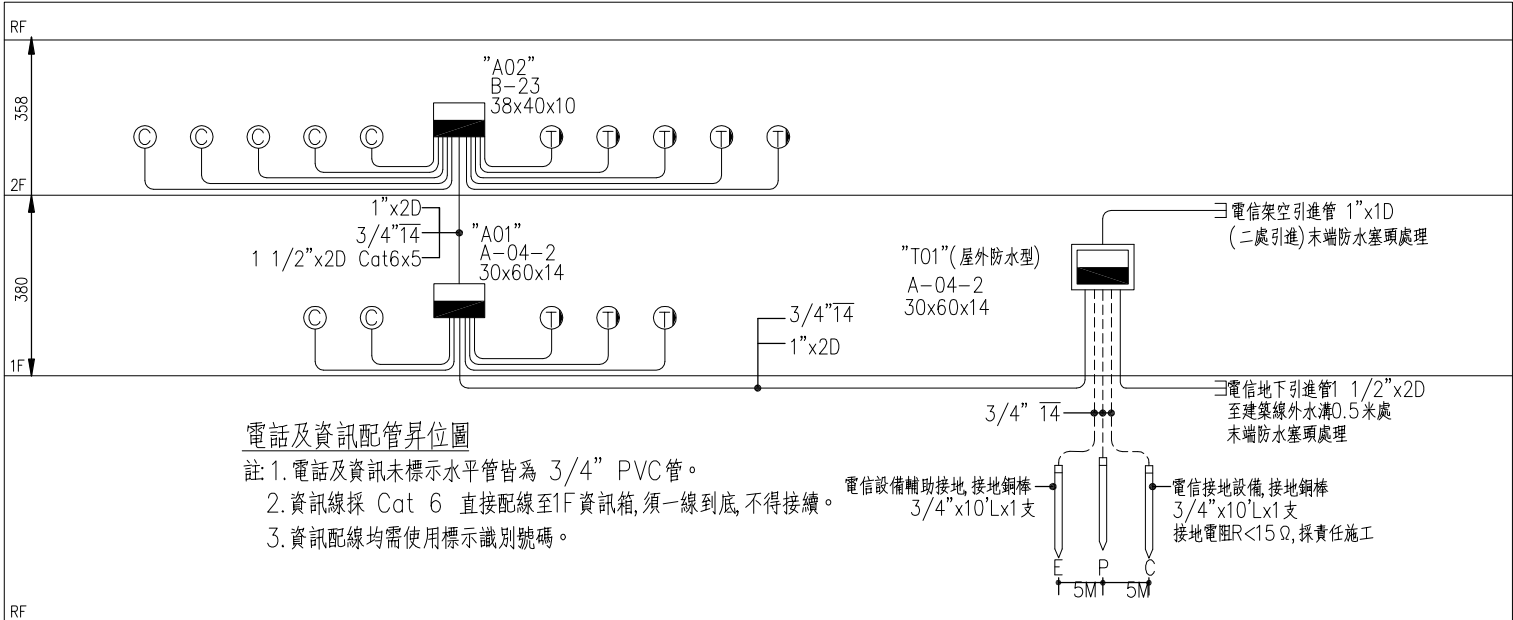 RF
358
"A02"
B-23
38x40x10
C C C C C T T T T T
2F
1"x2D
3/4"14
1 1/2"x2D Cat6x5
"A01"
A-04-2
30x60x14
380
C C T T T
1F
3/4"14
1"x2D
"T01"(屋外防水型)
A-04-2
30x60x14
電信架空引進管 1"x1D
(二處引進)末端防水塞頭處理
電信地下引進管1 1/2"x2D
至建築線外水溝0.5米處
末端防水塞頭處理
3/4" 14
電話及資訊配管昇位圖
註:1.電話及資訊未標示水平管皆為 3/4" PVC管。
2.資訊線採 Cat 6 直接配線至1F資訊箱,須一線到底,不得接續。
3.資訊配線均需使用標示識別號碼。
電信設備輔助接地,接地銅棒
3/4"x10'Lx1支
電信接地設備,接地銅棒
3/4"x10'Lx1支
接地電阻R<15Ω,採責任施工
E P C
5M 5M
RF